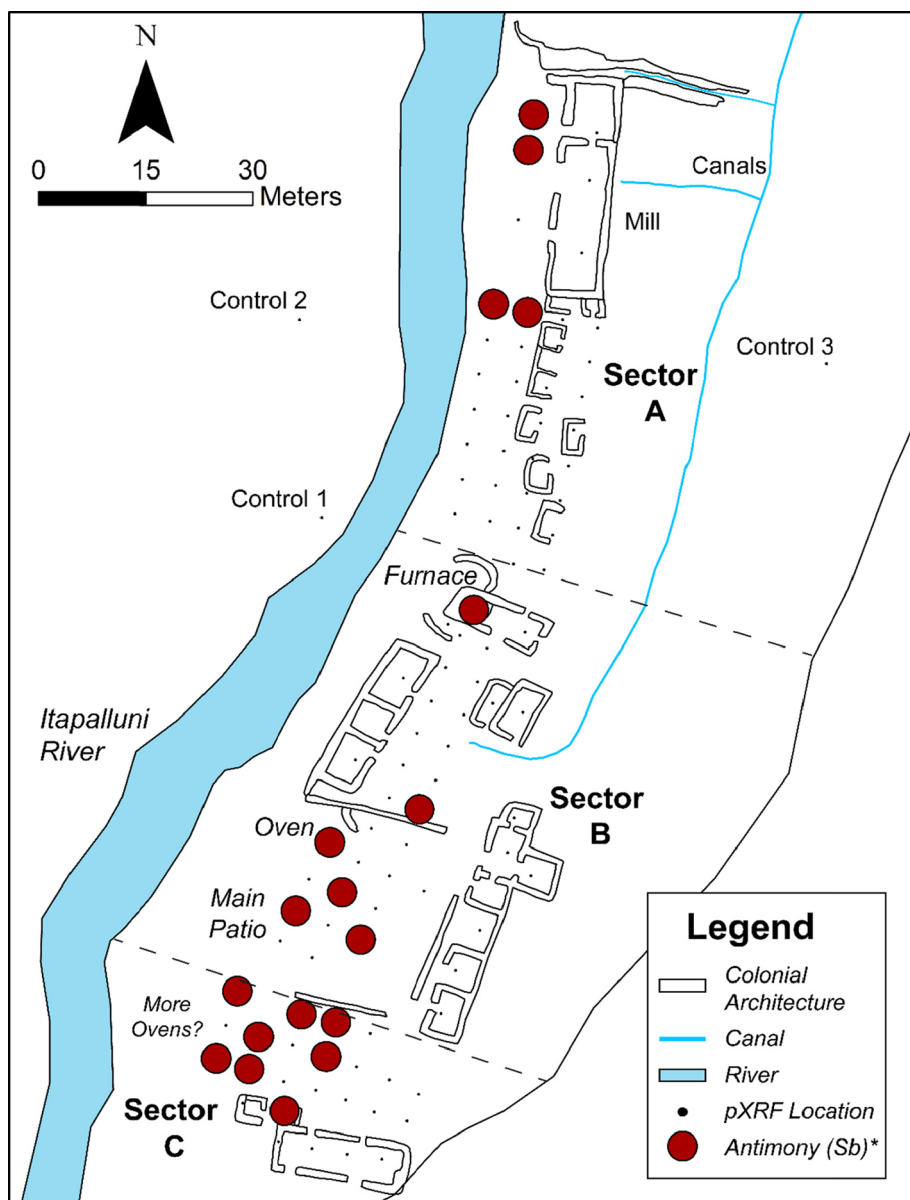 N
0 15 30
Meters
Canals
Mill
Control 2
Control 3
Sector
A
Control 1
Furnace
Itapalluni
River
Sector
B
Oven
Main
Patio
More
Ovens?
Sector
C
Legend
Colonial
Architecture
Canal
River
pXRF Location
Antimony (Sb)*